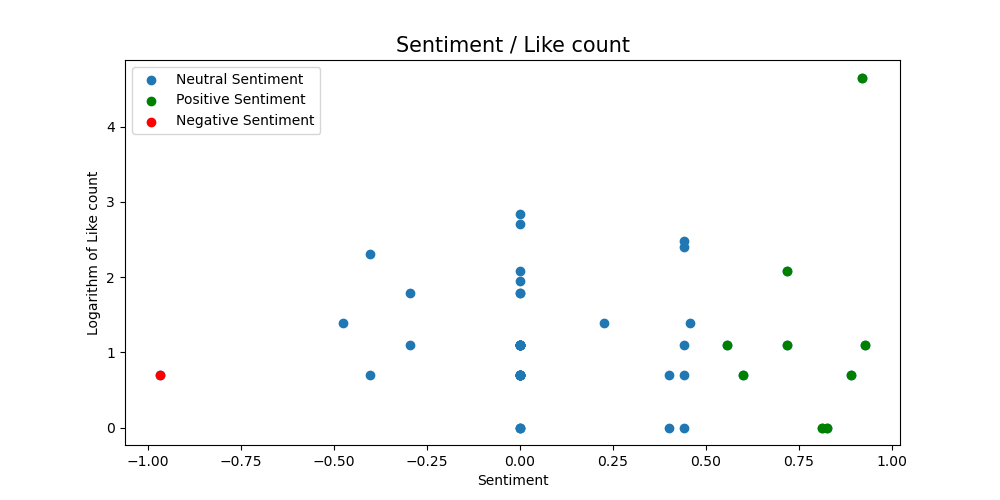 Sentiment / Like count
Neutral Sentiment
Positive Sentiment
Negative Sentiment
Logarithm of Like count
4
3
2
1
0
−1.00 −0.75 −0.50 −0.25 0.00 0.25 0.50 0.75 1.00
Sentiment